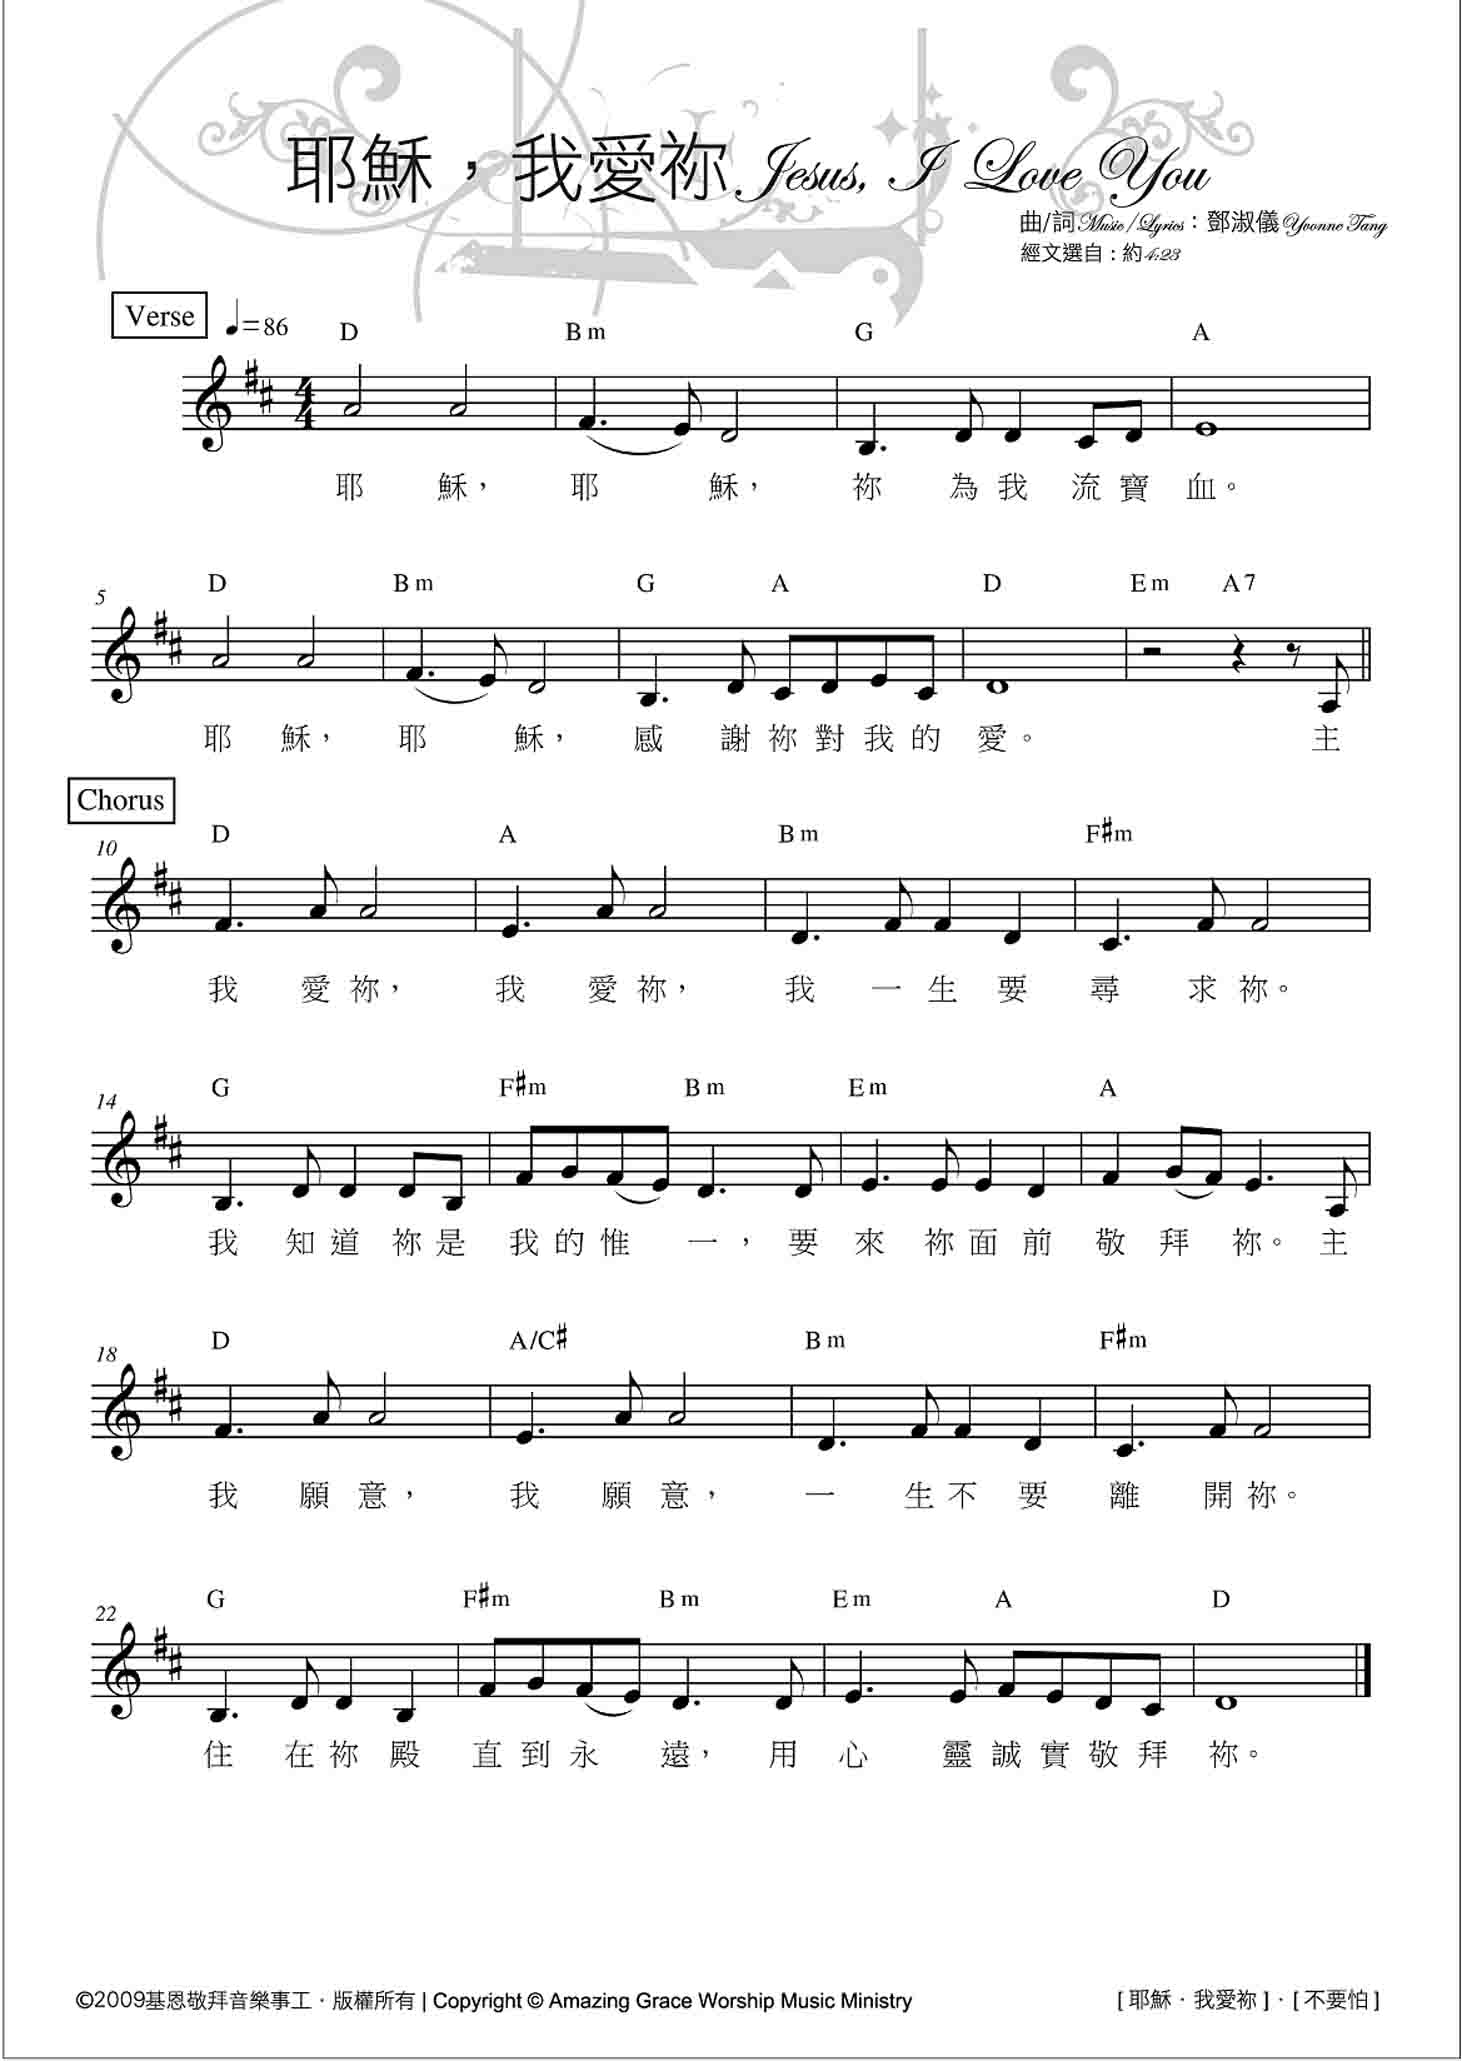 耶穌，我愛祢 Jesus, I Love You
曲/詞 Music/Lyrics：鄧淑儀 Yvonne Tang
經文選自：約4:23
Verse ♩=86
D Bm G A
4/4
耶 穌， 耶 穌， 祢 為 我 流 寶 血。
5 D Bm G A D Em A7
耶 穌， 耶 穌， 感 謝 祢 對 我 的 愛。 主
Chorus
10 D A Bm F♯m
我 愛 祢， 我 愛 祢， 我 一 生 要 尋 求 祢。
14 G F♯m Bm Em A
我 知 道 祢 是 我 的 惟 一， 要 來 祢 面 前 敬 拜 祢。 主
18 D A/C♯ Bm F♯m
我 願 意， 我 願 意， 一 生 不 要 離 開 祢。
22 G F♯m Bm Em A D
住 在 祢 殿 直 到 永 遠， 用 心 靈 誠 實 敬 拜 祢。
©2009基恩敬拜音樂事工．版權所有 | Copyright © Amazing Grace Worship Music Ministry
[ 耶穌．我愛祢 ]．[ 不要怕 ]